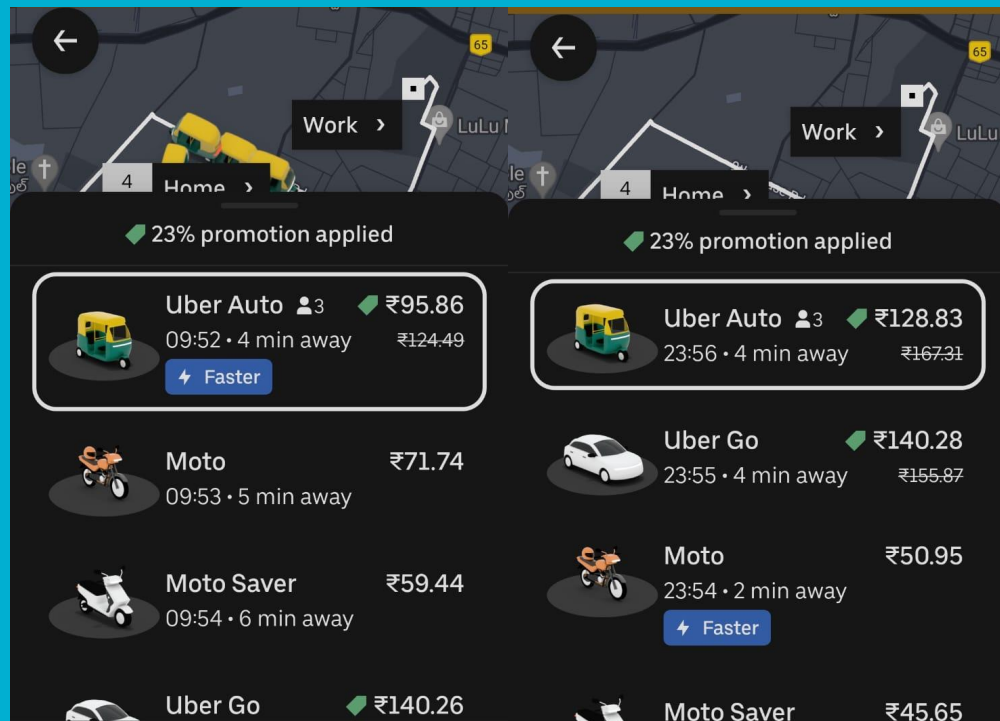 65
Work ›
LuLu
4
Home ›
23% promotion applied
Uber Auto 3 ₹95.86
09:52 • 4 min away ₹124.49
Faster
Moto ₹71.74
09:53 • 5 min away
Moto Saver ₹59.44
09:54 • 6 min away
Uber Go ₹140.26
65
Work ›
LuLu
4
Home ›
23% promotion applied
Uber Auto 3 ₹128.83
23:56 • 4 min away ₹167.31
Uber Go ₹140.28
23:55 • 4 min away ₹155.87
Moto ₹50.95
23:54 • 2 min away
Faster
Moto Saver ₹45.65